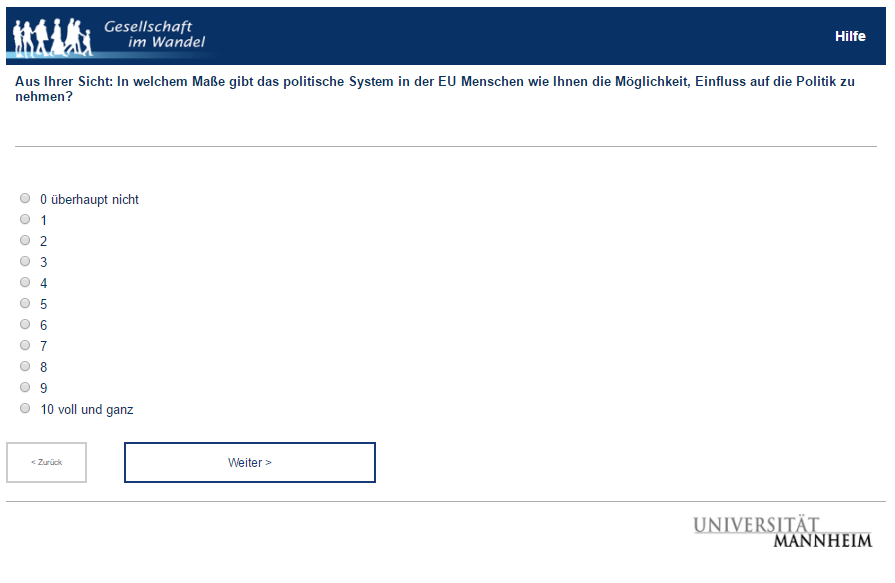 Gesellschaft
im Wandel
Hilfe
Aus Ihrer Sicht: In welchem Maße gibt das politische System in der EU Menschen wie Ihnen die Möglichkeit, Einfluss auf die Politik zu
nehmen?
0 überhaupt nicht
1
2
3
4
5
6
7
8
9
10 voll und ganz
< Zurück
Weiter >
UNIVERSITÄT
MANNHEIM